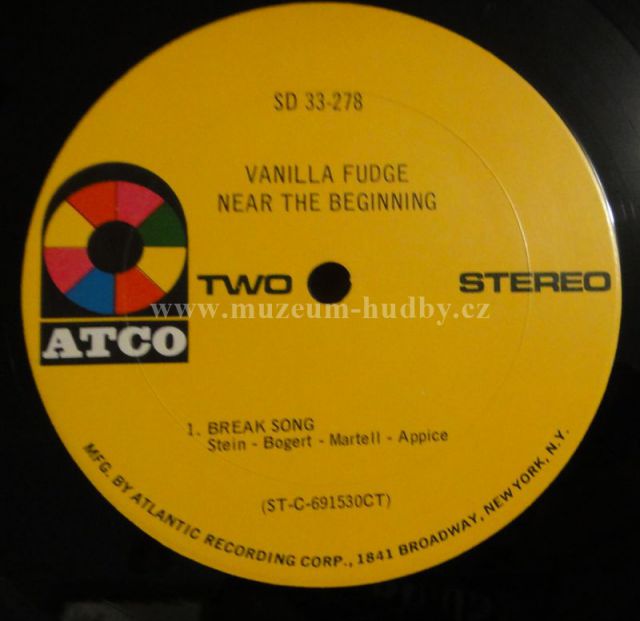 SD 33-278
VANILLA FUDGE
NEAR THE BEGINNING
TWO
STEREO
www.muzeum-hudby.cz
ATCO
1. BREAK SONG
Stein - Bogert - Martell - Appice
(ST-C-691530CT)
MFG. BY ATLANTIC RECORDING CORP., 1841 BROADWAY, NEW YORK, N.Y.